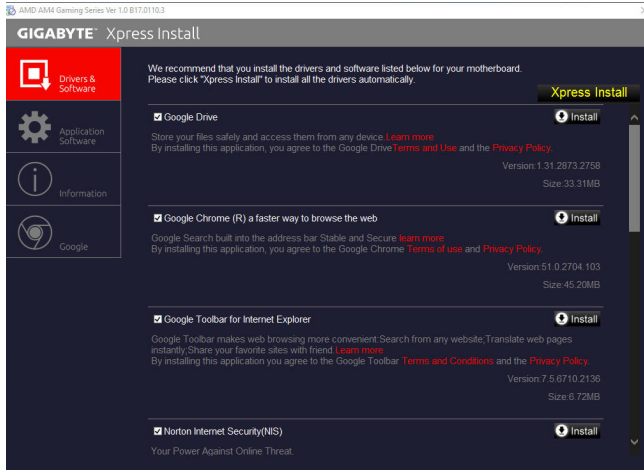 AMD AM4 Gaming Series Ver 1.0 B17.0110.3
GIGABYTE™ Xpress Install
Drivers &
Software
Application
Software
Information
Google
We recommend that you install the drivers and software listed below for your motherboard.
Please click "Xpress Install" to install all the drivers automatically.
Xpress Install
Google Drive
Install
Store your files safely and access them from any device.Learn more
By installing this application, you agree to the Google DriveTerms and Use and the Privacy Policy.
Version:1.31.2873.2758
Size:33.31MB
Google Chrome (R) a faster way to browse the web
Install
Google Search built into the address bar Stable and Secure learn more
By installing this application, you agree to the Google Chrome Terms of use and Privacy Policy.
Version:51.0.2704.103
Size:45.20MB
Google Toolbar for Internet Explorer
Install
Google Toolbar makes web browsing more convenient:Search from any website;Translate web pages
instantly;Share your favorite sites with friend.Learn more
By installing this application you agree to the Google Toolbar Terms and Conditions and the Privacy Policy.
Version:7.5.6710.2136
Size:6.72MB
Norton Internet Security(NIS)
Install
Your Power Against Online Threat.